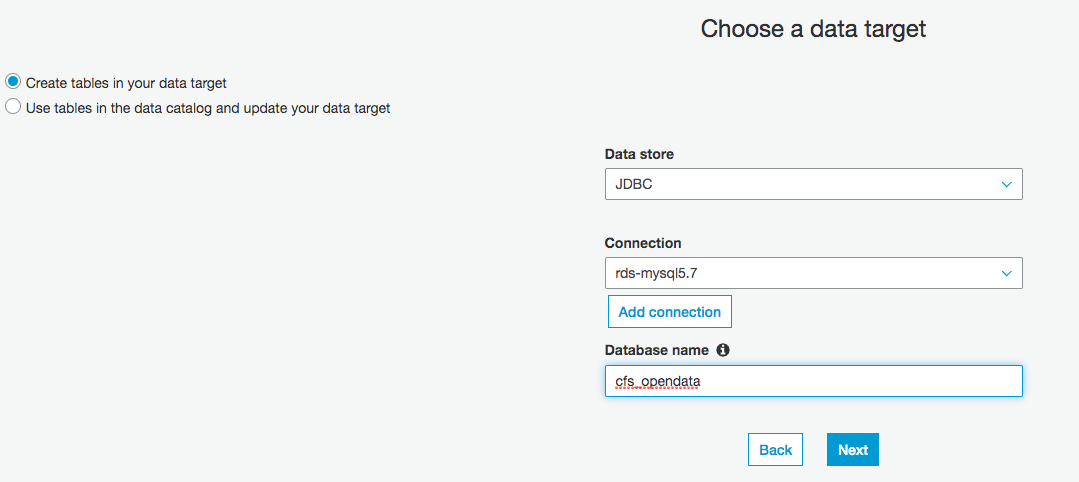 Choose a data target
Create tables in your data target
Use tables in the data catalog and update your data target
Data store
JDBC
Connection
rds-mysql5.7
Add connection
Database name
cfs_opendata
Back
Next